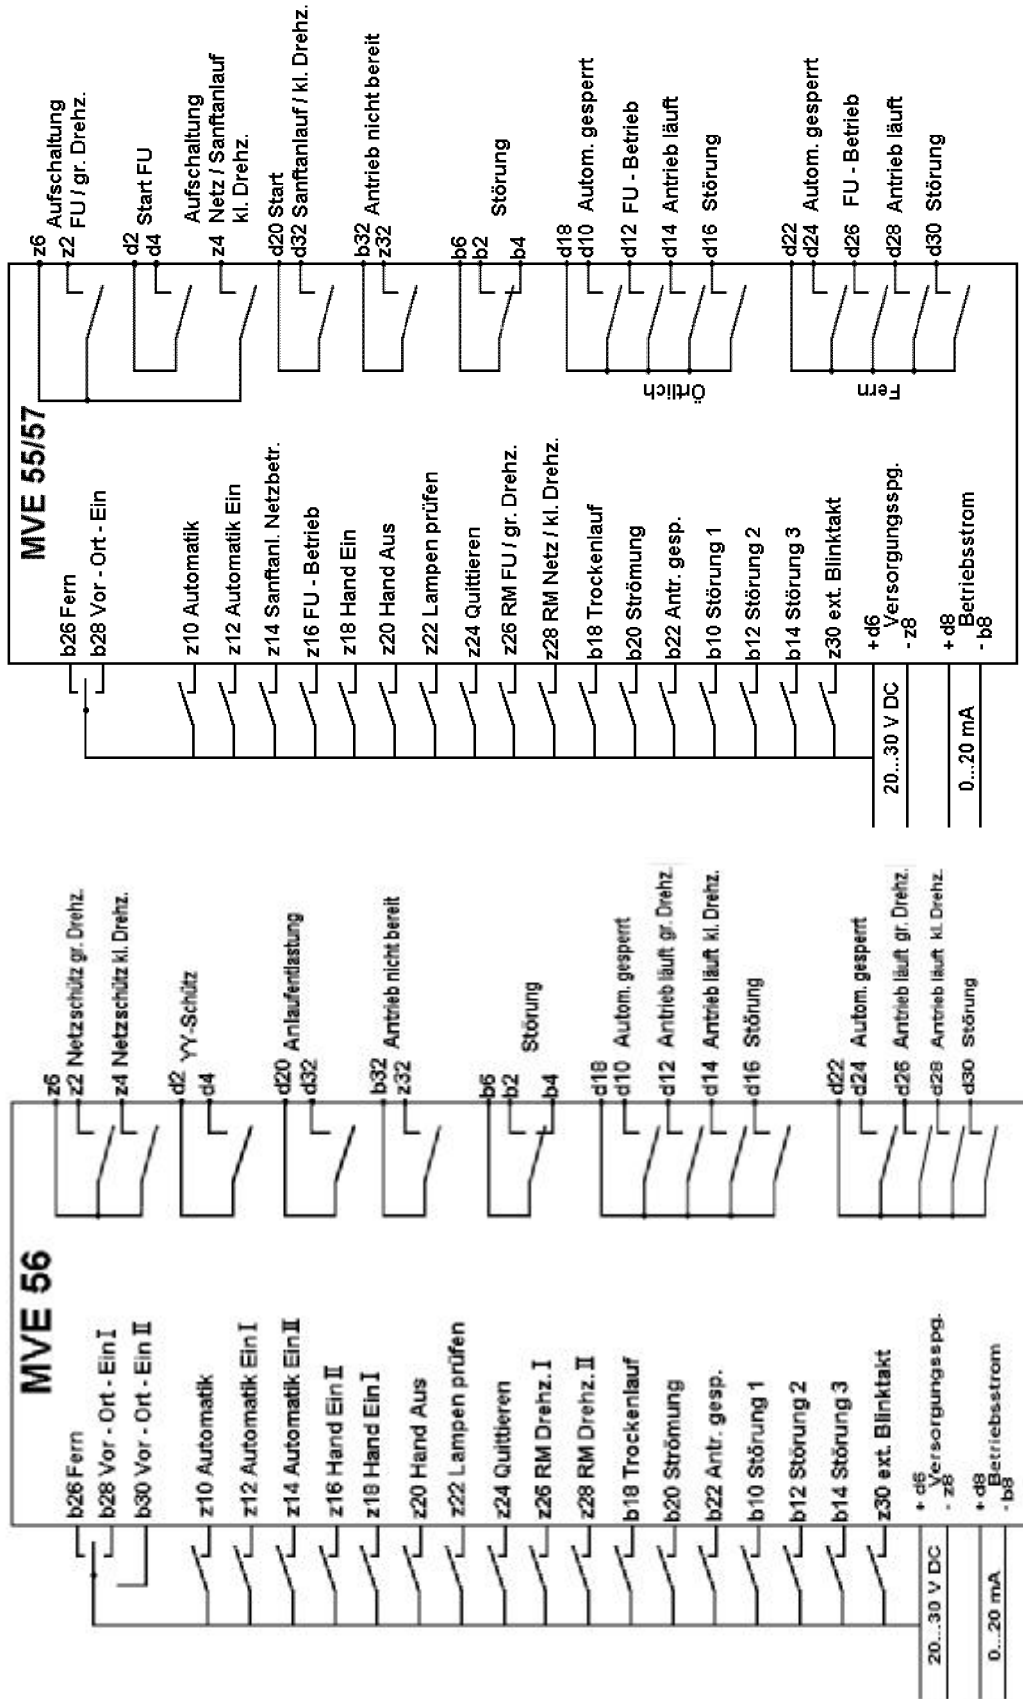 MVE 55/57
b26 Fern
b28 Vor - Ort - Ein
z10 Automatik
z12 Automatik Ein
z14 Sanftanl. Netzbetr.
z16 FU - Betrieb
z18 Hand Ein
z20 Hand Aus
z22 Lampen prüfen
z24 Quittieren
z26 RM FU / gr. Drehz.
z28 RM Netz / kl. Drehz.
b18 Trockenlauf
b20 Strömung
b22 Antr. gesp.
b10 Störung 1
b12 Störung 2
b14 Störung 3
z30 ext. Blinktakt
+ d6
Versorgungsspg.
- z8
+ d8
Betriebsstrom
- b8
20...30 V DC
0...20 mA
z6
Aufschaltung
z2 FU / gr. Drehz.
d2
Start FU
d4
Aufschaltung
z4 Netz / Sanftanlauf
kl. Drehz.
d20 Start
d32 Sanftanlauf / kl. Drehz.
b32
Antrieb nicht bereit
z32
b6
b2
Störung
b4
d18
d10 Autom. gesperrt
d12 FU - Betrieb
d14 Antrieb läuft
d16 Störung
Örtlich
d22
d24 Autom. gesperrt
d26 FU - Betrieb
d28 Antrieb läuft
d30 Störung
Fern
MVE 56
b26 Fern
b28 Vor - Ort - Ein I
b30 Vor - Ort - Ein II
z10 Automatik
z12 Automatik Ein I
z14 Automatik Ein II
z16 Hand Ein II
z18 Hand Ein I
z20 Hand Aus
z22 Lampen prüfen
z24 Quittieren
z26 RM Drehz. I
z28 RM Drehz. II
b18 Trockenlauf
b20 Strömung
b22 Antr. gesp.
b10 Störung 1
b12 Störung 2
b14 Störung 3
z30 ext. Blinktakt
+ d6
Versorgungsspg.
- z8
+ d8
Betriebsstrom
- b8
20...30 V DC
0...20 mA
z6
z2 Netzschütz gr. Drehz.
z4 Netzschütz kl. Drehz.
d2
YY-Schütz
d4
d20
Anlaufentlastung
d32
b32
Antrieb nicht bereit
z32
b6
b2
Störung
b4
d18
d10 Autom. gesperrt
d12 Antrieb läuft gr. Drehz.
d14 Antrieb läuft kl. Drehz.
d16 Störung
d22
d24 Autom. gesperrt
d26 Antrieb läuft gr. Drehz.
d28 Antrieb läuft kl. Drehz.
d30 Störung